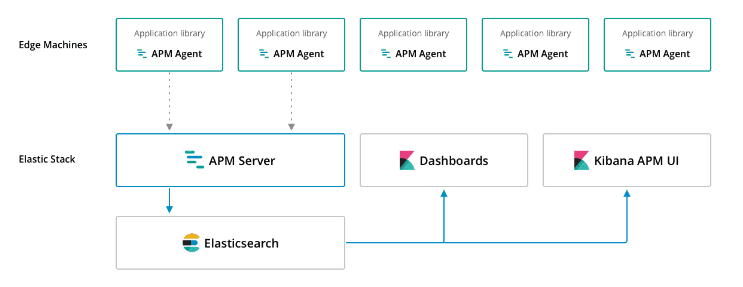 Edge Machines
Application library
APM Agent
Application library
APM Agent
Application library
APM Agent
Application library
APM Agent
Application library
APM Agent
Elastic Stack
APM Server
Dashboards
Kibana APM UI
Elasticsearch